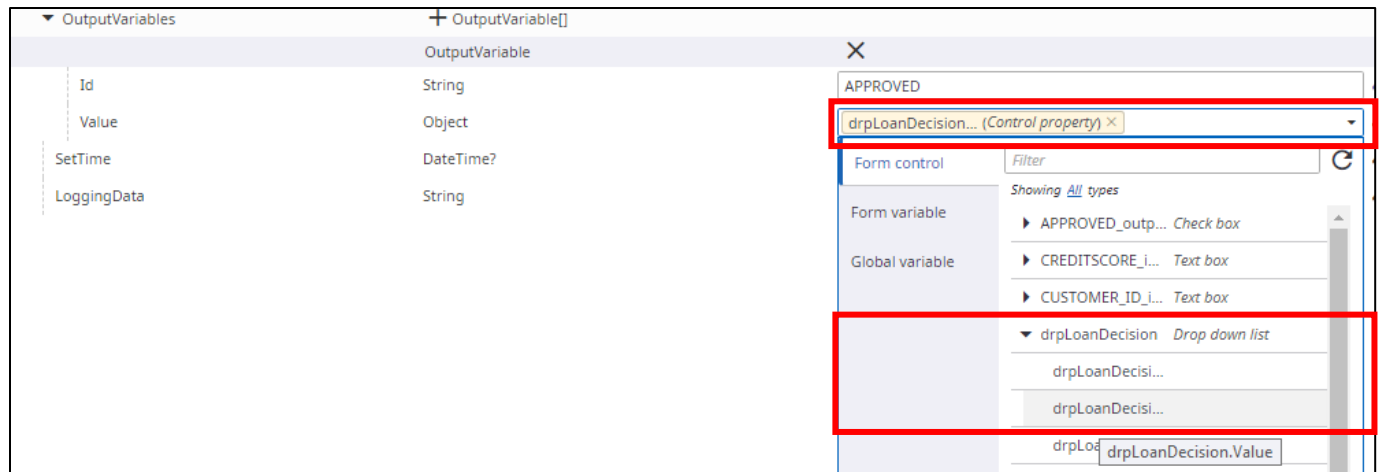 OutputVariables + OutputVariable[]
OutputVariable ×
Id String APPROVED
Value Object drpLoanDecision... (Control property) ×
SetTime DateTime? Form control Filter
Showing All types
LoggingData String
Form variable APPROVED_outp... Check box
Global variable CREDITSCORE_i... Text box
CUSTOMER_ID_i... Text box
drpLoanDecision Drop down list
drpLoanDecisi...
drpLoanDecisi...
drpLoa
drpLoanDecision.Value